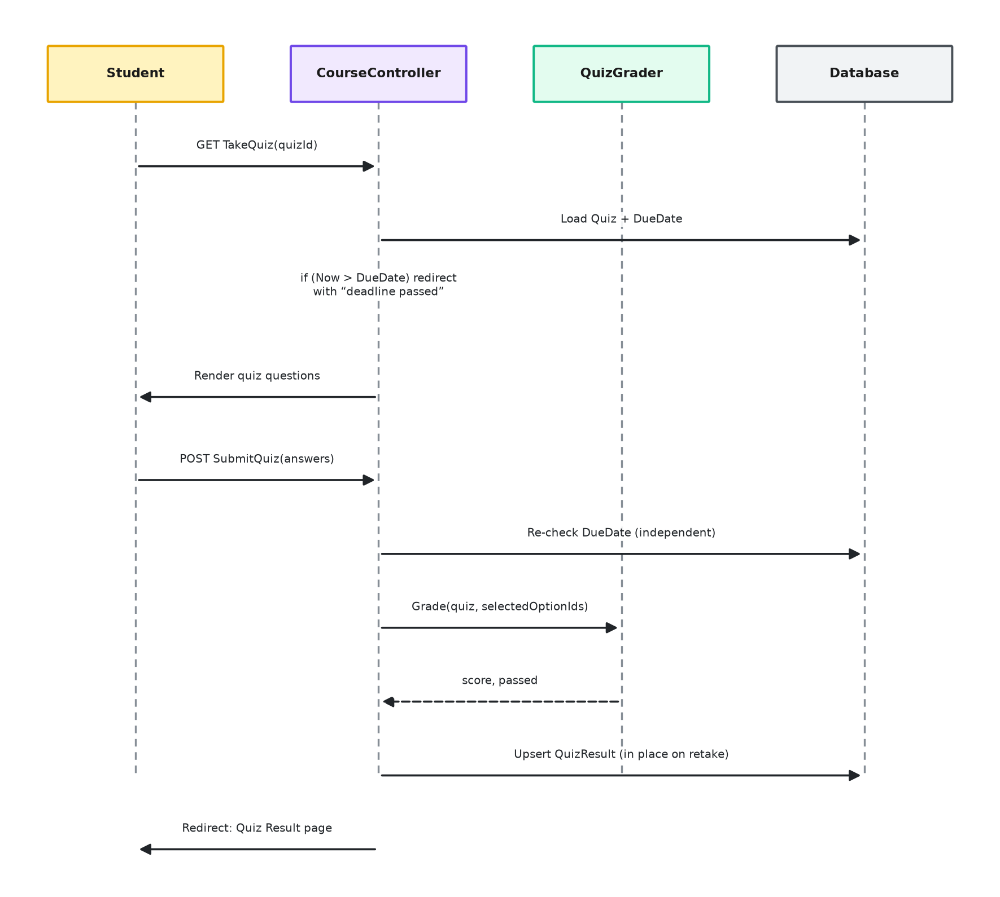 Student
CourseController
QuizGrader
Database
GET TakeQuiz(quizId)
Load Quiz + DueDate
if (Now > DueDate) redirect
with “deadline passed”
Render quiz questions
POST SubmitQuiz(answers)
Re-check DueDate (independent)
Grade(quiz, selectedOptionIds)
score, passed
Upsert QuizResult (in place on retake)
Redirect: Quiz Result page